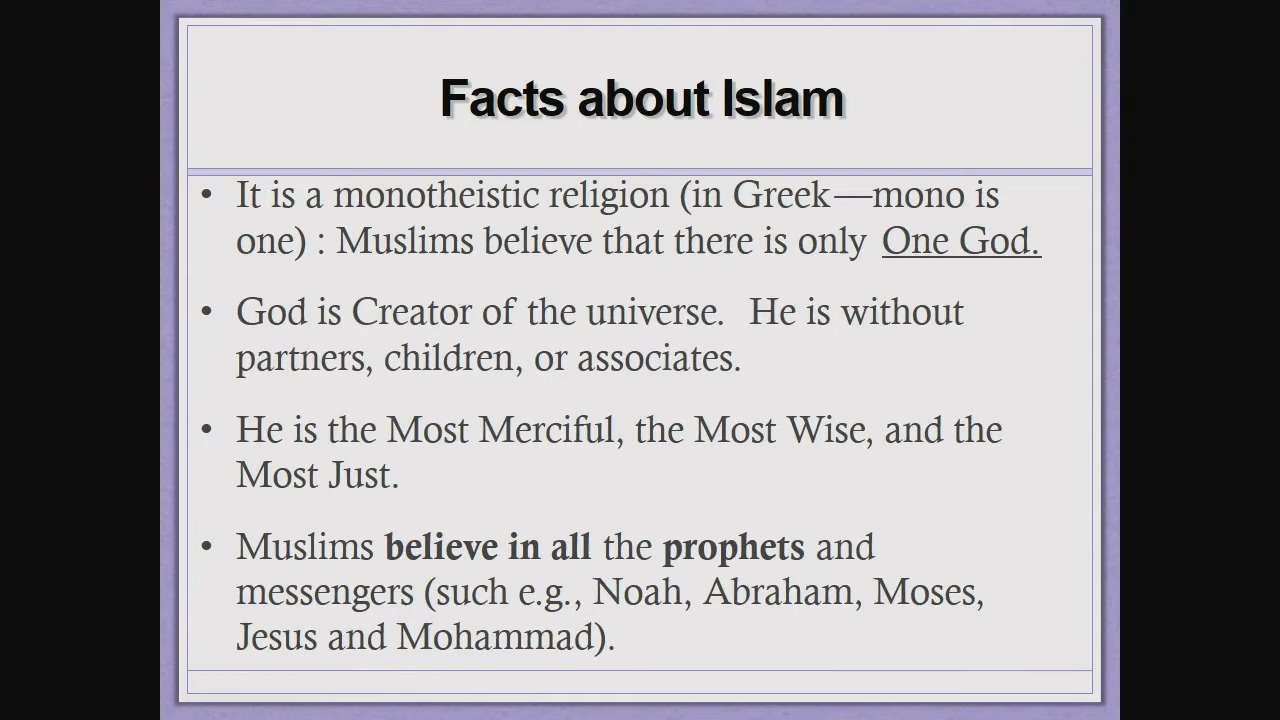 Facts about Islam
• It is a monotheistic religion (in Greek—mono is
one) : Muslims believe that there is only One God.
• God is Creator of the universe. He is without
partners, children, or associates.
• He is the Most Merciful, the Most Wise, and the
Most Just.
• Muslims believe in all the prophets and
messengers (such e.g., Noah, Abraham, Moses,
Jesus and Mohammad).